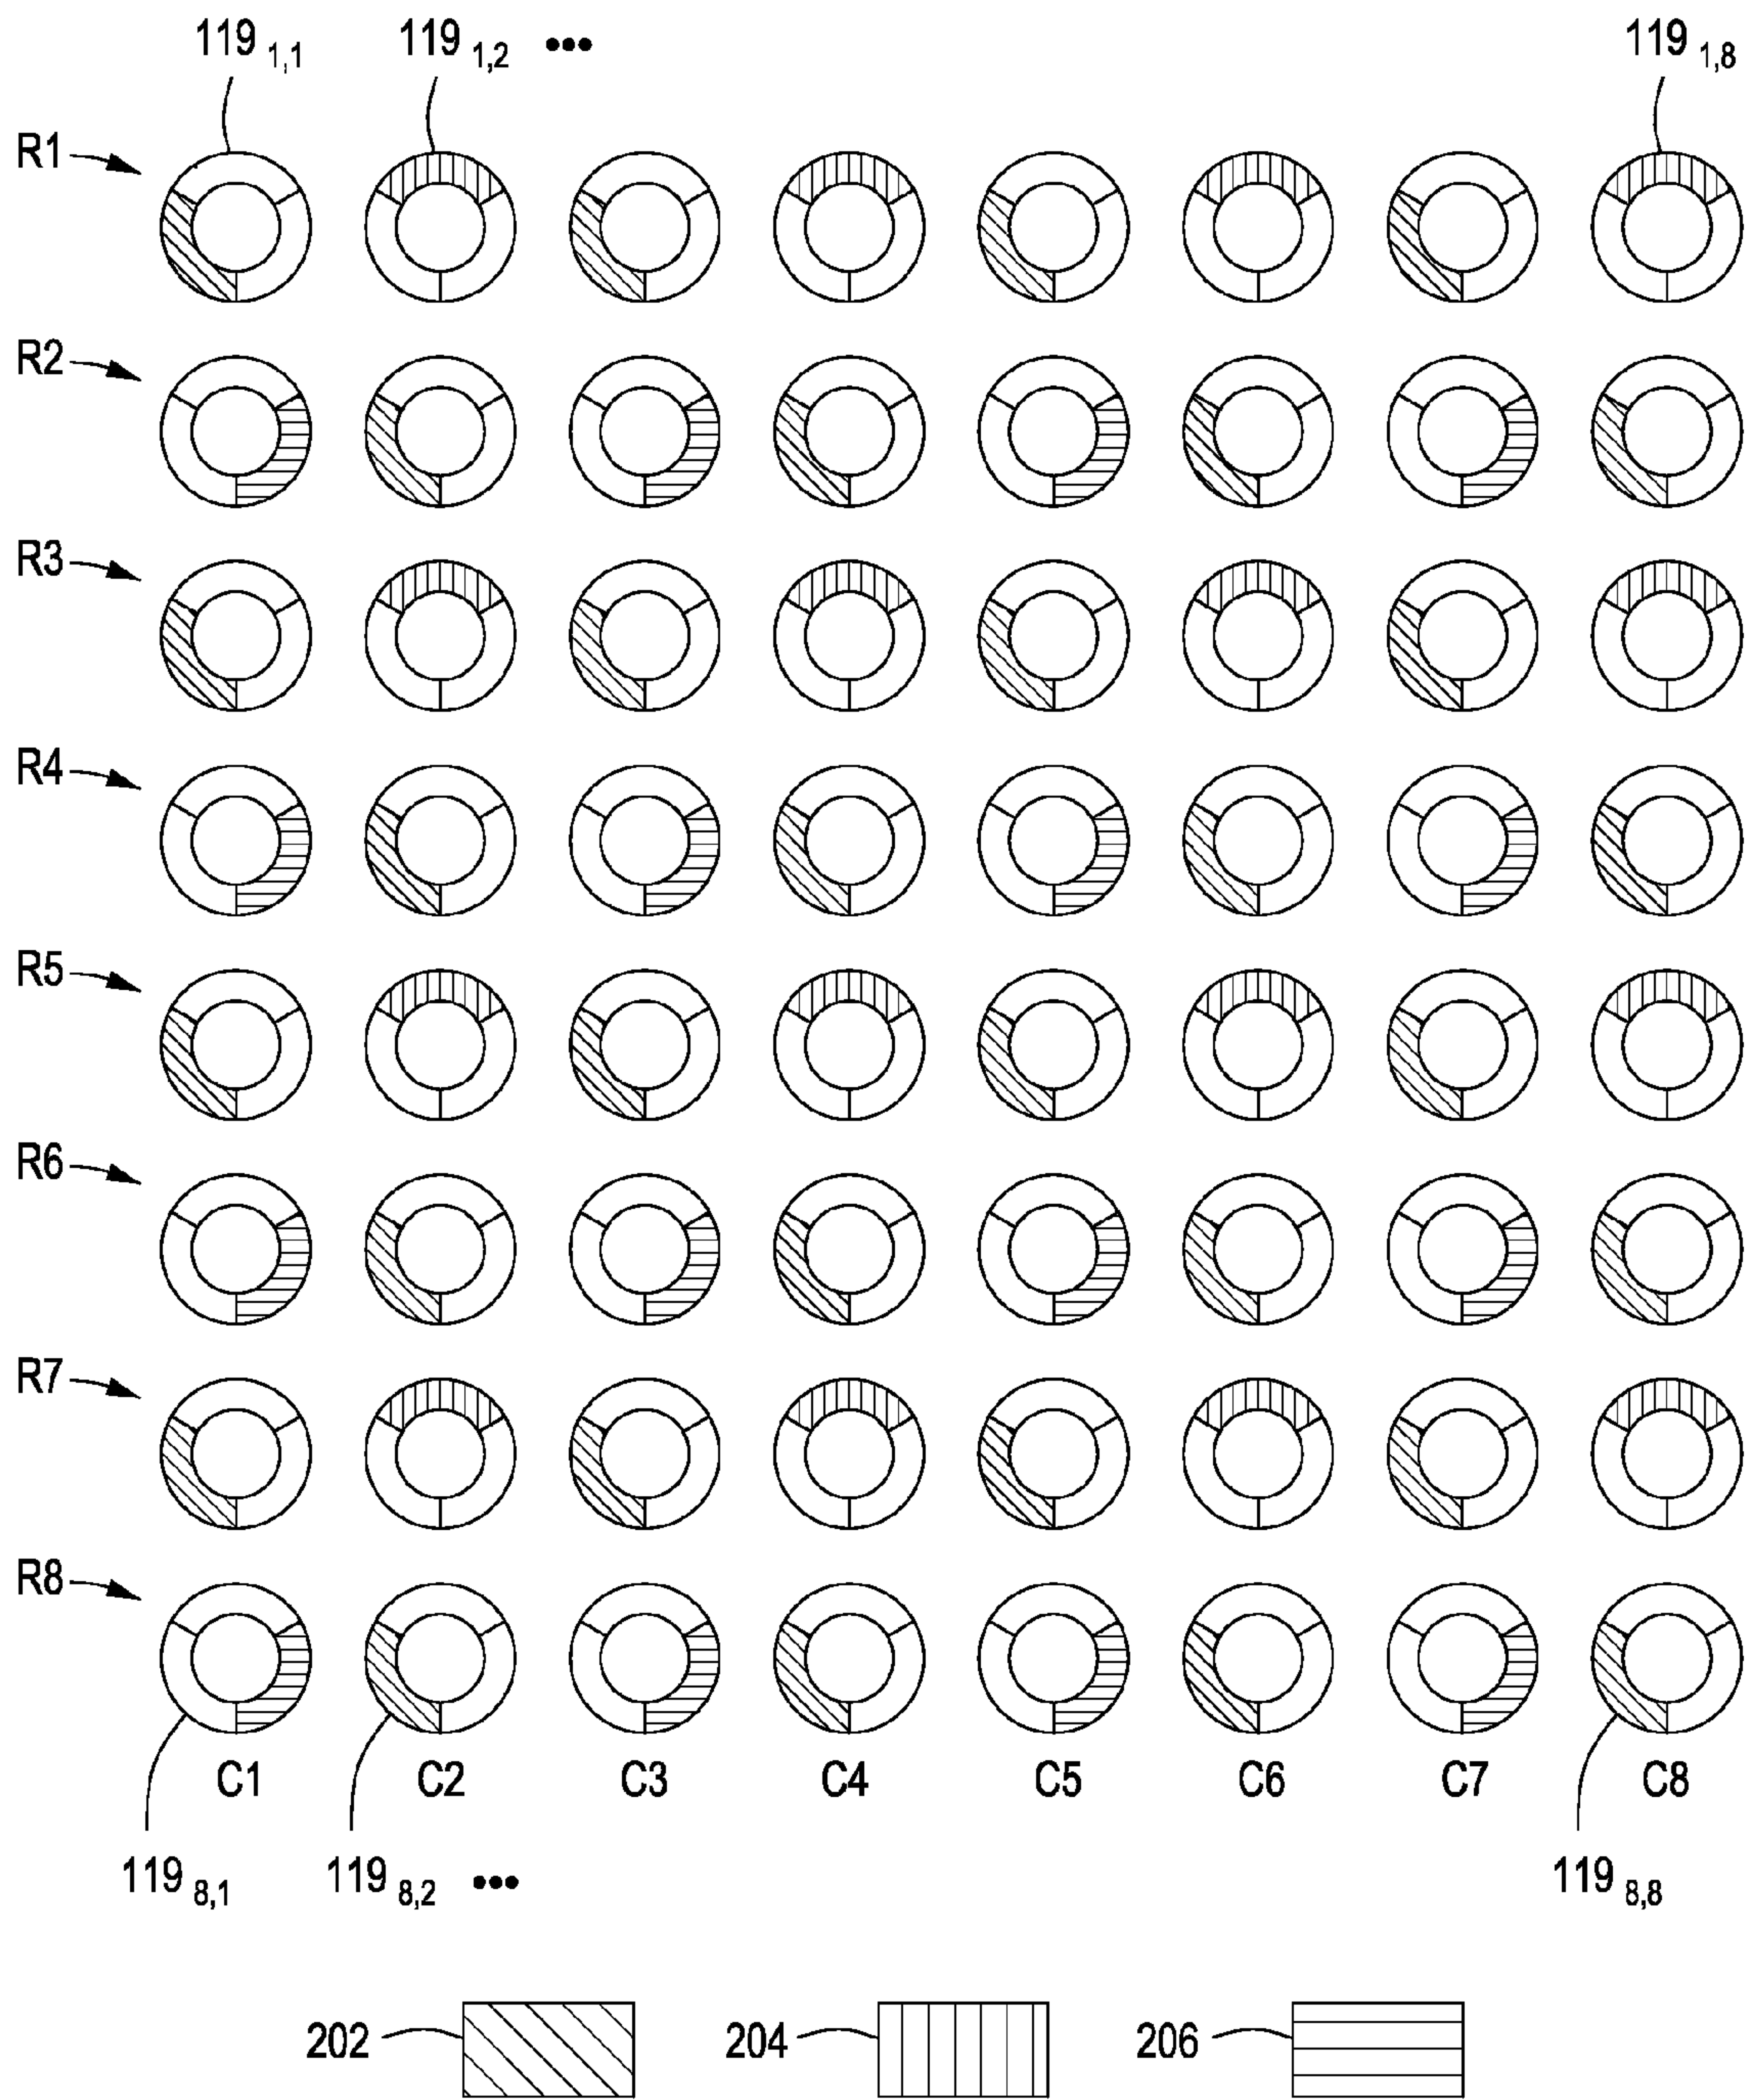 119 1,1 119 1,2 ••• 119 1,8
R1
R2
R3
R4
R5
R6
R7
R8
C1 C2 C3 C4 C5 C6 C7 C8
119 8,1 119 8,2 ••• 119 8,8
202 204 206